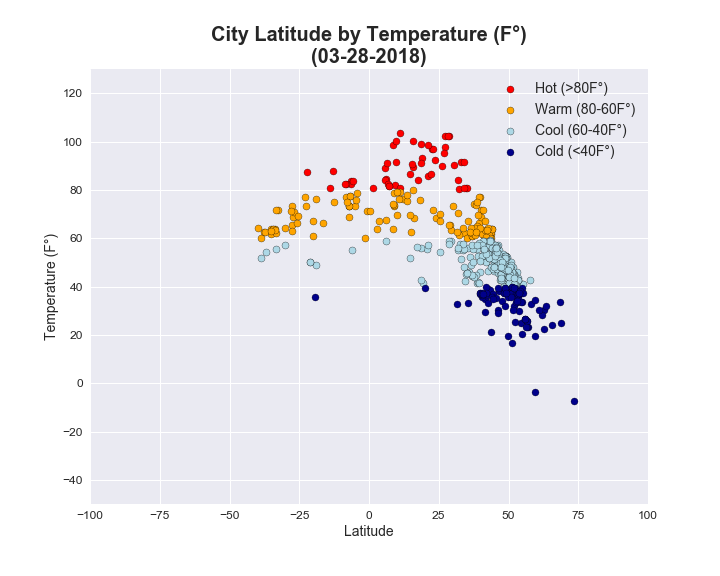 City Latitude by Temperature (F°)
(03-28-2018)
Hot (>80F°)
Warm (80-60F°)
Cool (60-40F°)
Cold (<40F°)
Temperature (F°)
120
100
80
60
40
20
0
−20
−40
−100 −75 −50 −25 0 25 50 75 100
Latitude